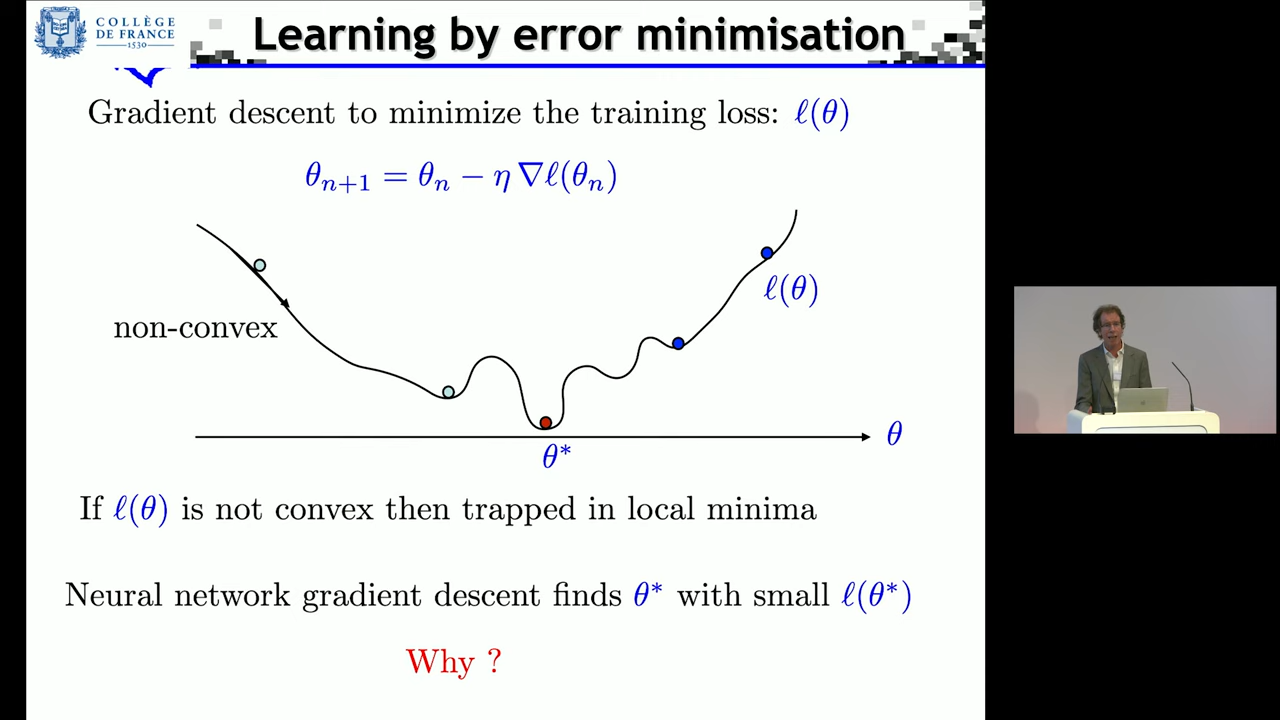 COLLÈGE
DE FRANCE
1530
Learning by error minimisation
Gradient descent to minimize the training loss: ℓ(θ)
θₙ₊₁ = θₙ − η ∇ℓ(θₙ)
ℓ(θ)
non-convex
θ
θ*
If ℓ(θ) is not convex then trapped in local minima
Neural network gradient descent finds θ* with small ℓ(θ*)
Why ?